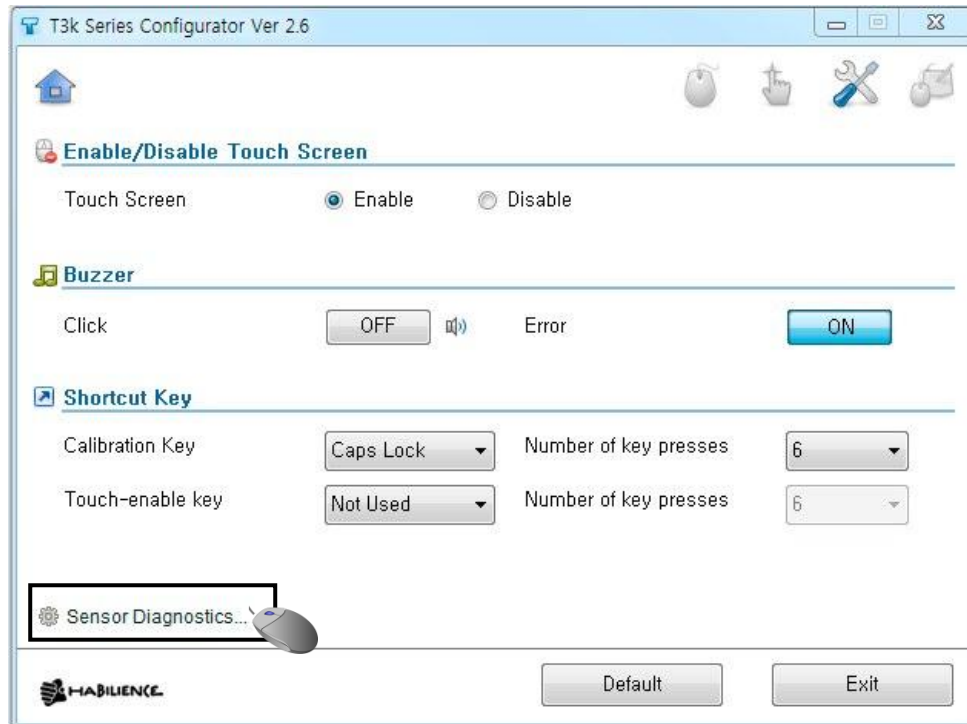 T3k Series Configurator Ver 2.6
Enable/Disable Touch Screen
Touch Screen Enable Disable
Buzzer
Click OFF Error ON
Shortcut Key
Calibration Key Caps Lock Number of key presses 6
Touch-enable key Not Used Number of key presses 6
Sensor Diagnostics...
HABILIENCE Default Exit